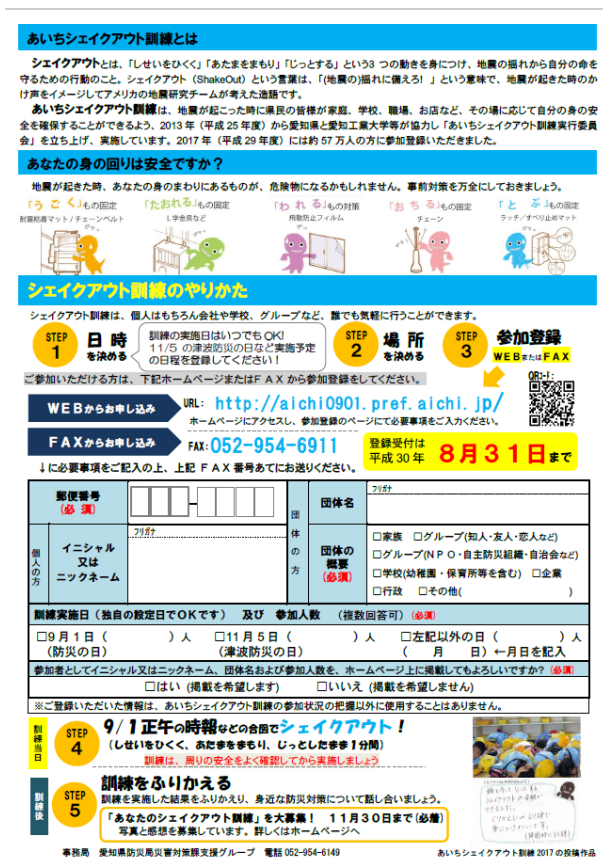 あいちシェイクアウト訓練とは
シェイクアウトとは、「しせいをひくく」「あたまをまもり」「じっとする」という3つの動きを身につけ、地震の揺れから自分の命を
守るための行動のこと。シェイクアウト（ShakeOut）という言葉は、「(地震の)揺れに備えろ！」という意味で、地震が起きた時のか
け声をイメージしてアメリカの地震研究チームが考えた造語です。
あいちシェイクアウト訓練は、地震が起こった時に県民の皆様が家庭、学校、職場、お店など、その場に応じて自分の身の安
全を確保することができるよう、2013年（平成25年度）から愛知県と愛知工業大学等が協力し「あいちシェイクアウト訓練実行委員
会」を立ち上げ、実施しています。2017年（平成29年度）には約57万人の方に参加登録いただきました。
あなたの身の回りは安全ですか？
地震が起きた時、あなたの身のまわりにあるものが、危険物になるかもしれません。事前対策を万全にしておきましょう。
「うごく」もの固定
耐震粘着マット/チェーンベルト
「たおれる」もの固定
L字金具など
「われる」もの対策
飛散防止フィルム
「おちる」もの固定
チェーン
「とぶ」もの固定
ラッチ/すべり止めマット
シェイクアウト訓練のやりかた
シェイクアウト訓練は、個人はもちろん会社や学校、グループなど、誰でも気軽に行うことができます。
STEP 1 日時を決める
訓練の実施日はいつでもOK!
11/5 の津波防災の日など実施予定
の日程を登録してください！
STEP 2 場所を決める
STEP 3 参加登録
WEBまたはFAX
ご参加いただける方は、下記ホームページまたはFAXから参加登録をしてください。
QRコード:
WEBからお申し込み
URL: http://aichi0901.pref.aichi.jp/
ホームページにアクセスし、参加登録のページにて必要事項をご入力ください。
FAXからお申し込み
FAX:052-954-6911
登録受付は
平成30年 8月31日まで
↓に必要事項をご記入の上、上記 FAX番号あてにお送りください。
郵便番号
(必須)
団体の方
団体名
フリガナ
個人の方
イニシャル
又は
ニックネーム
フリガナ
団体の
概要
(必須)
□家族 □グループ(知人・友人・恋人など)
□グループ(NPO・自主防災組織・自治会など)
□学校(幼稚園・保育所等を含む) □企業
□行政 □その他( )
訓練実施日（独自の設定日でOKです） 及び 参加人数 （複数回答可）(必須)
□9月1日（ ）人 □11月5日（ ）人 □左記以外の日（ ）人
(防災の日) (津波防災の日) （ 月 日）←月日を記入
参加者としてイニシャル又はニックネーム、団体名および参加人数を、ホームページ上に掲載してもよろしいですか？(必須)
□はい (掲載を希望します) □いいえ (掲載を希望しません)
※ご登録いただいた情報は、あいちシェイクアウト訓練の参加状況の把握以外に使用することはありません。
訓練当日
STEP 4 9/1正午の時報などの合図でシェイクアウト！
(しせいをひくく、あたまをまもり、じっとしたまま1分間)
訓練は、周りの安全をよく確認してから実施しましょう
訓練後
STEP 5 訓練をふりかえる
訓練を実施した結果をふりかえり、身近な防災対策について話し合いましょう。
「あなたのシェイクアウト訓練」を大募集！ 11月30日まで(必着)
写真と感想を募集しています。詳しくはホームページへ
事務局 愛知県防災局災害対策課支援グループ 電話 052-954-6149
あいちシェイクアウト訓練2017の投稿作品